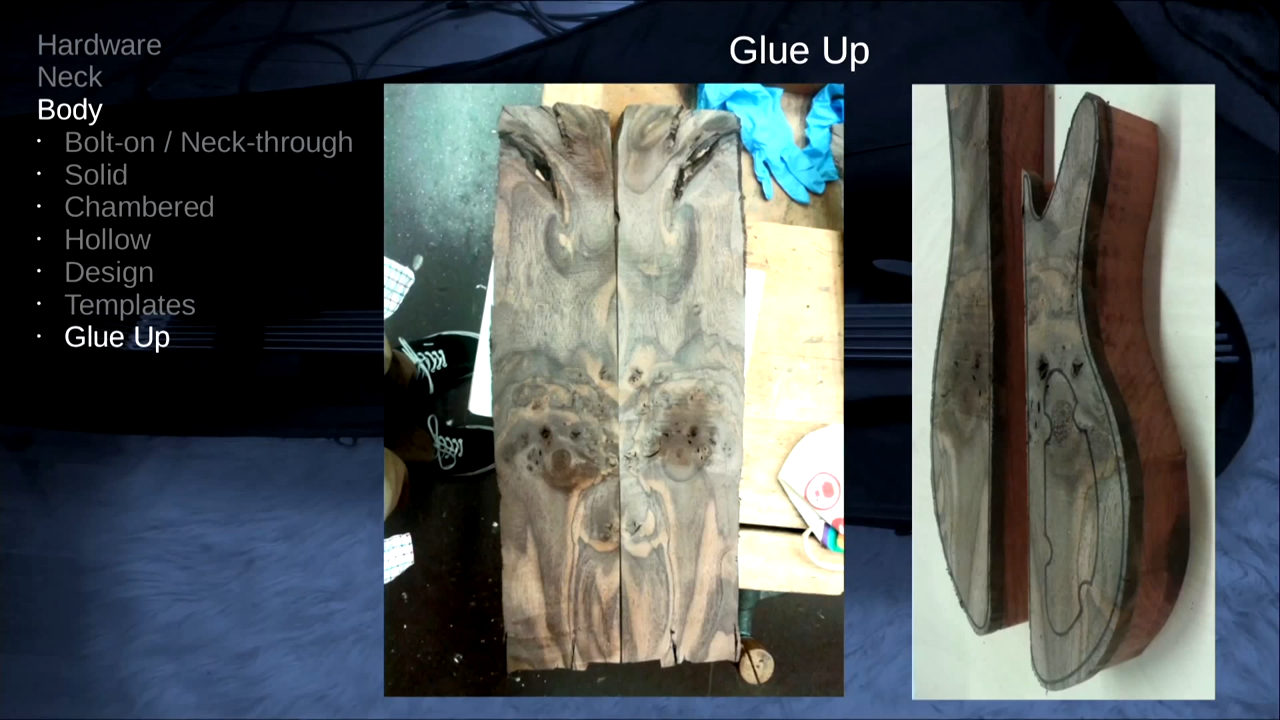 Hardware
Neck
Body
· Bolt-on / Neck-through
· Solid
· Chambered
· Hollow
· Design
· Templates
· Glue Up
Glue Up